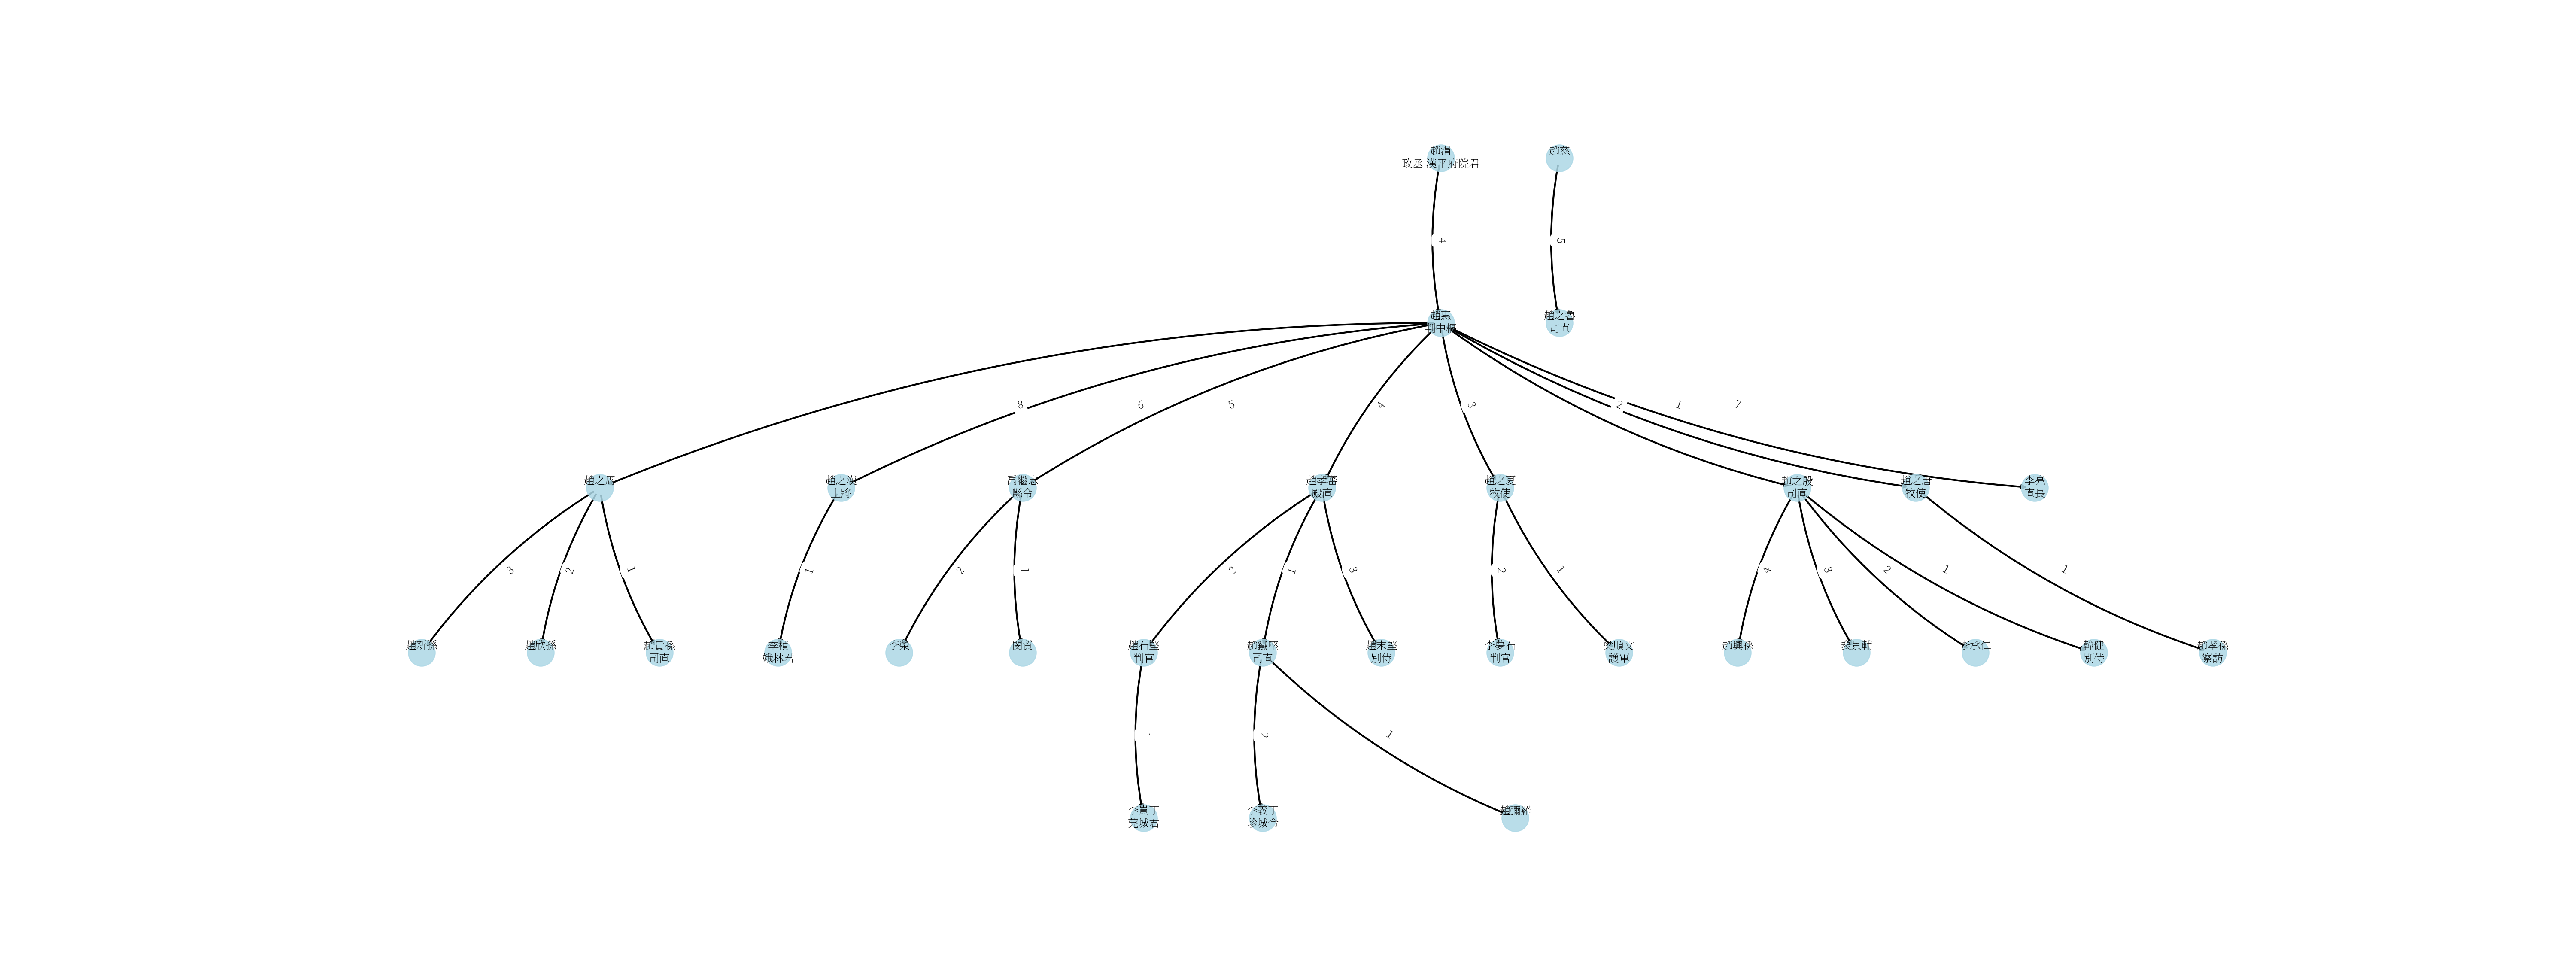 趙涓
政丞 漢平府院君
趙慈
4
5
趙惠
判中樞
趙之魯
司直
8
6
5
4
3
2
1
7
趙之周
趙之漢
上將
禹繼忠
縣令
趙孝蕃
毅直
趙之夏
牧使
趙之殷
司直
趙之唐
牧使
李亮
直長
3
2
1
1
2
1
2
1
3
2
1
4
3
2
1
1
趙新孫
趙欣孫
趙貴孫
司直
李楨
娥林君
李榮
閔質
趙石堅
判官
趙鐵堅
司直
趙末堅
別侍
李夢石
判官
梁順文
護軍
趙興孫
裵景輔
李承仁
韓健
別侍
趙孝孫
察訪
1
2
1
李貴丁
莞城君
李義丁
珍城令
趙彌羅